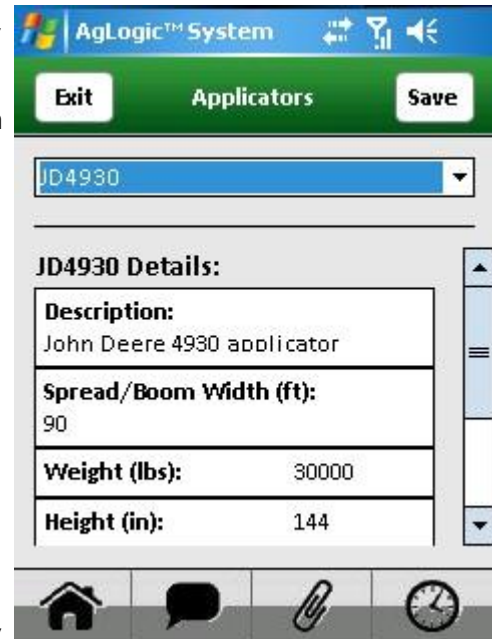 AgLogic™ System
Exit Applicators Save
JD4930
JD4930 Details:
Description:
John Deere 4930 applicator
Spread/Boom Width (ft):
90
Weight (lbs): 30000
Height (in): 144